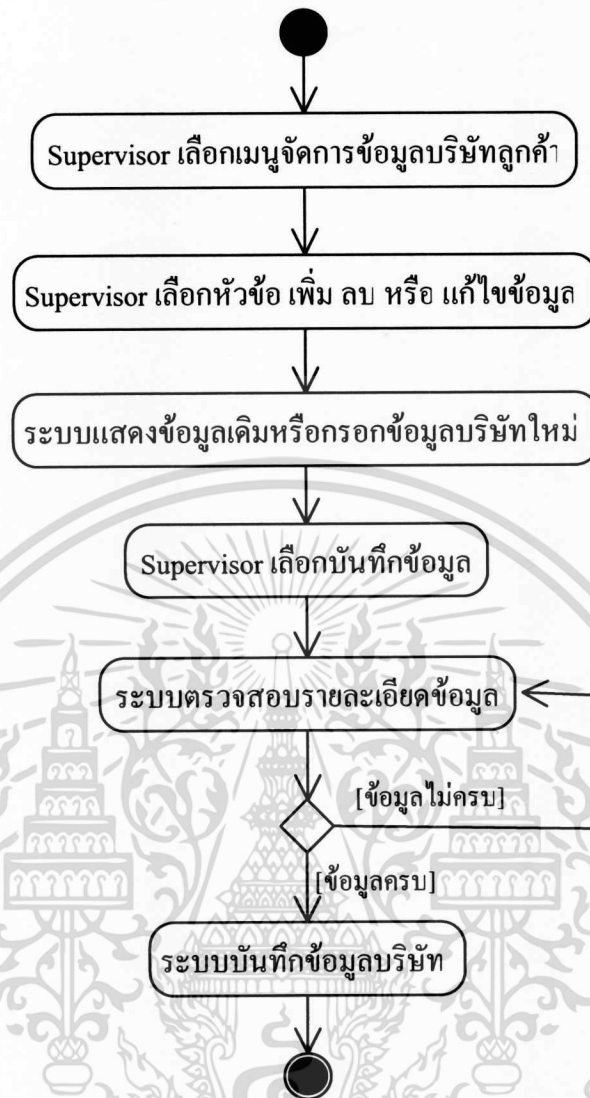 Supervisor เลือกเมนูจัดการข้อมูลบริษัทลูกค้า
Supervisor เลือกหัวข้อ เพิ่ม ลบ หรือ แก้ไขข้อมูล
ระบบแสดงข้อมูลเดิมหรือกรอกข้อมูลบริษัทใหม่
Supervisor เลือกบันทึกข้อมูล
ระบบตรวจสอบรายละเอียดข้อมูล
[ข้อมูลไม่ครบ]
[ข้อมูลครบ]
ระบบบันทึกข้อมูลบริษัท